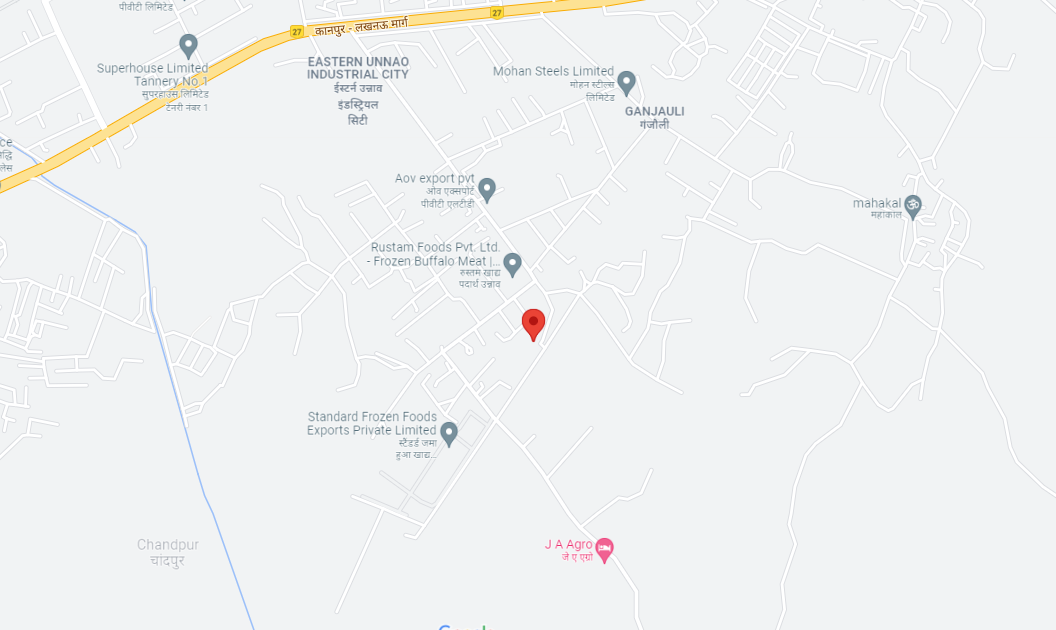 पीवीटी लिमिटेड
27
कानपुर - लखनऊ मार्ग
27
Superhouse Limited
Tannery No 1
सुपरहाउस लिमिटेड
टेनरी नंबर 1
EASTERN UNNAO
INDUSTRIAL CITY
ईस्टर्न उन्नाव
इंडस्ट्रियल
सिटी
Mohan Steels Limited
मोहन स्टील्स
लिमिटेड
GANJAULI
गंजौली
Aov export pvt
ओव एक्सपोर्ट
पीवीटी एलटीडी
mahakal
महाकाल
Rustam Foods Pvt. Ltd.
- Frozen Buffalo Meat |...
रुस्तम खाद्य
पदार्थ उन्नाव
Standard Frozen Foods
Exports Private Limited
स्टैंडर्ड जमा
हुआ खाद्य...
Chandpur
चांदपुर
J A Agro
जे ए एग्रो